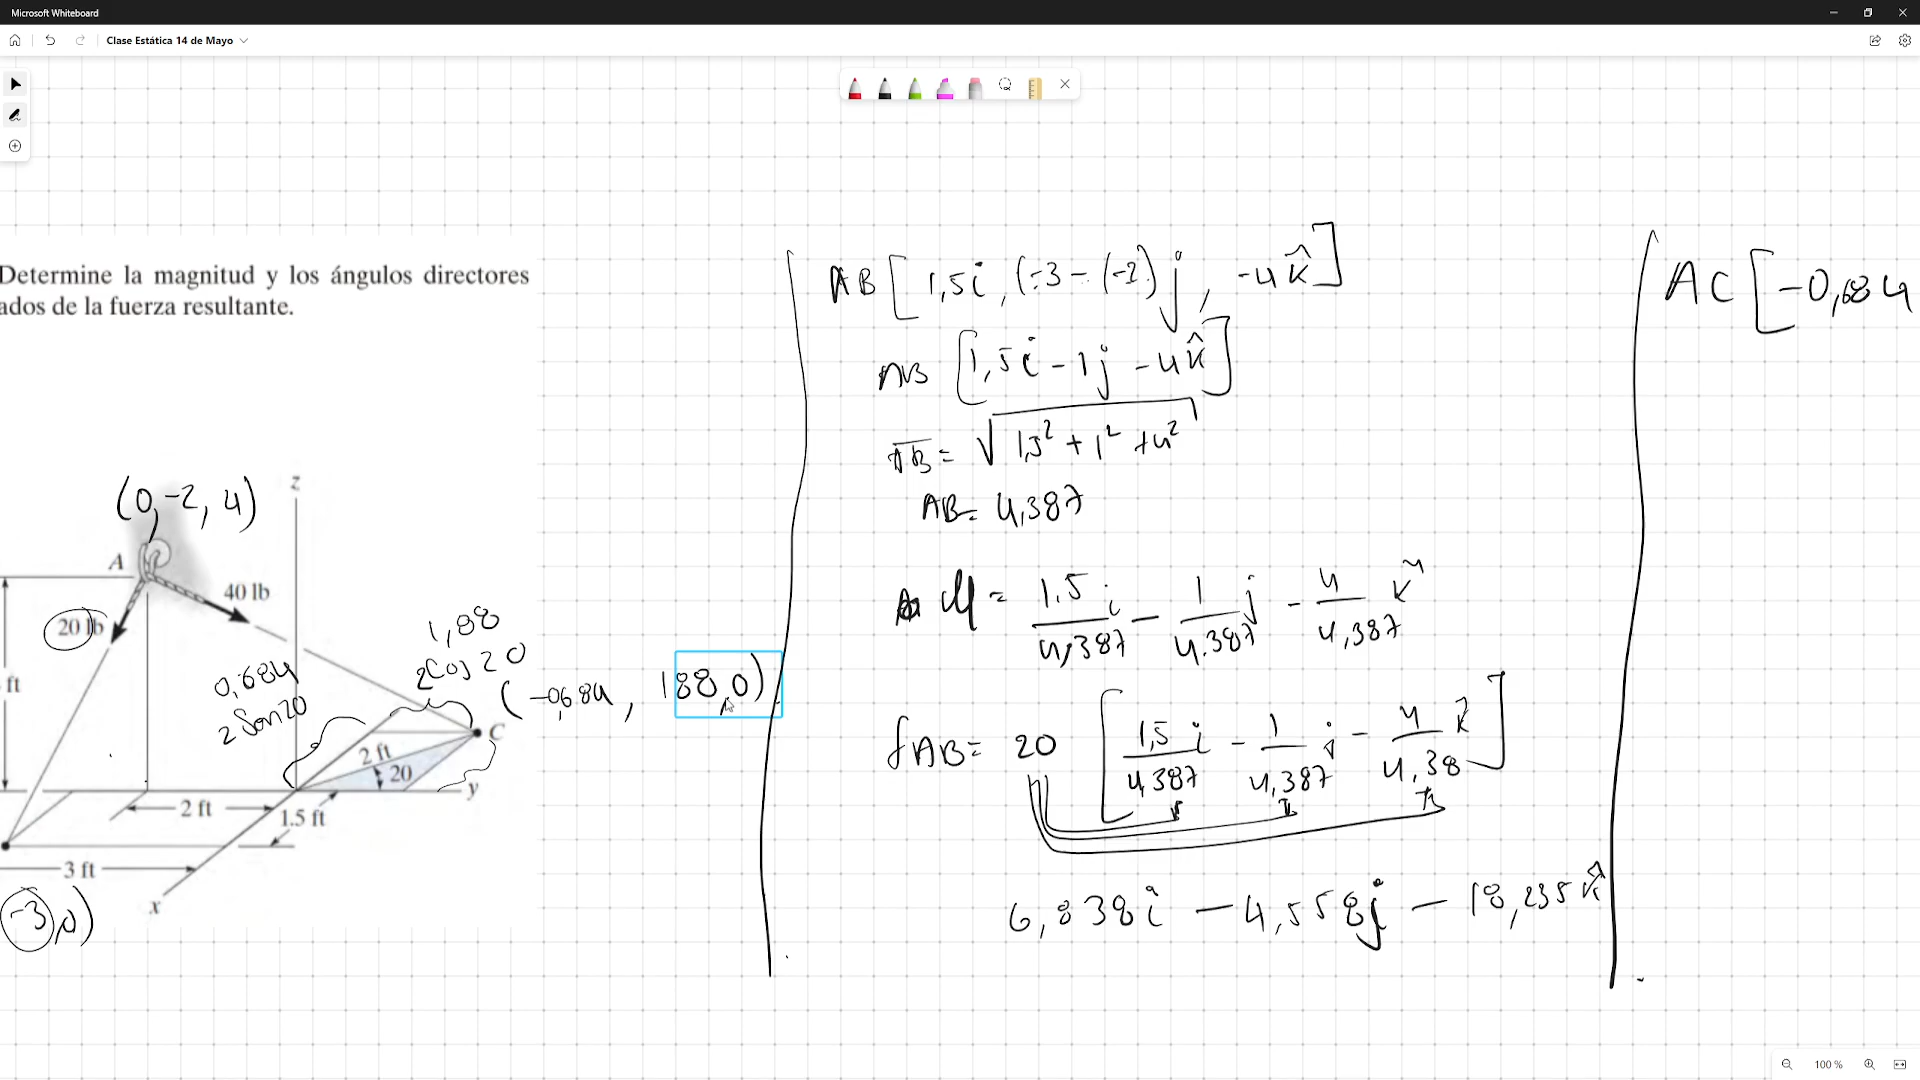 Microsoft Whiteboard
Clase Estática 14 de Mayo
Determine la magnitud y los ángulos directores
ados de la fuerza resultante.
(0,-2, 4)
z
A
40 lb
20 lb
ft
0,684
2 Sen20
1,88
2Cos20
(-0,684, 188,0)
C
2 ft
20
y
2 ft
1.5 ft
3 ft
x
-3,0)
AB[1,5i, (-3-(-2)j, -4k̂]
AB [1,5i-1j-4k̂]
AB = √1,5²+1²+4²
AB= 4,387
M = 1.5/4,387 i - 1/4.387 j - 4/4,387 k̂
fAB= 20 [1,5/4,387 i - 1/4,387 j - 4/4,38 k̂]
6,838i - 4,558j - 18,235k̂
AC [-0,684
100 %